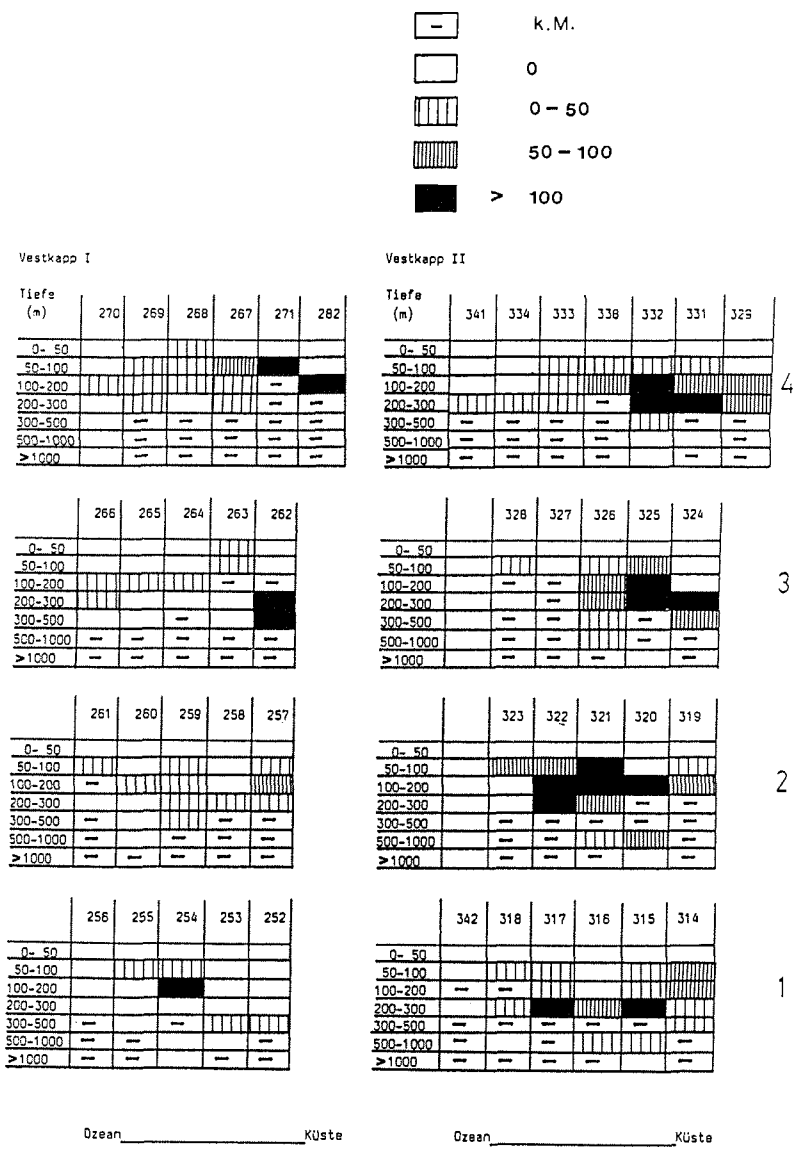 – k.M.
0
0–50
50–100
> 100
Vestkapp I
Tiefe
(m) 270 269 268 267 271 282
0- 50
50-100
100-200 –
200-300 – –
300-500 – – – – –
500-1000 – – – – –
>1000 – – – – –
266 265 264 263 262
0- 50
50-100
100-200 – –
200-300
300-500 –
500-1000 – – – – –
>1000 – – – – –
261 260 259 258 257
0- 50
50-100
100-200 –
200-300
300-500 – – –
500-1000 – – – –
>1000 – – – – –
256 255 254 253 252
0- 50
50-100
100-200
200-300
300-500 – –
500-1000 – – –
>1000 – – – –
Ozean Küste
Vestkapp II
Tiefe
(m) 341 334 333 338 332 331 329
0- 50
50-100
100-200
200-300 –
300-500 – – – – – –
500-1000 – – – – – –
>1000 – – – – – –
4
328 327 326 325 324
0- 50
50-100
100-200 – –
200-300 –
300-500 – – –
500-1000 – – – –
>1000 – – – –
3
323 322 321 320 319
0- 50
50-100
100-200
200-300 – –
300-500 – – – – –
500-1000 – – –
>1000 – – – –
2
342 318 317 316 315 314
0- 50
50-100
100-200 – –
200-300
300-500 – – – – –
500-1000 – – –
>1000 – – – – –
1
Ozean Küste